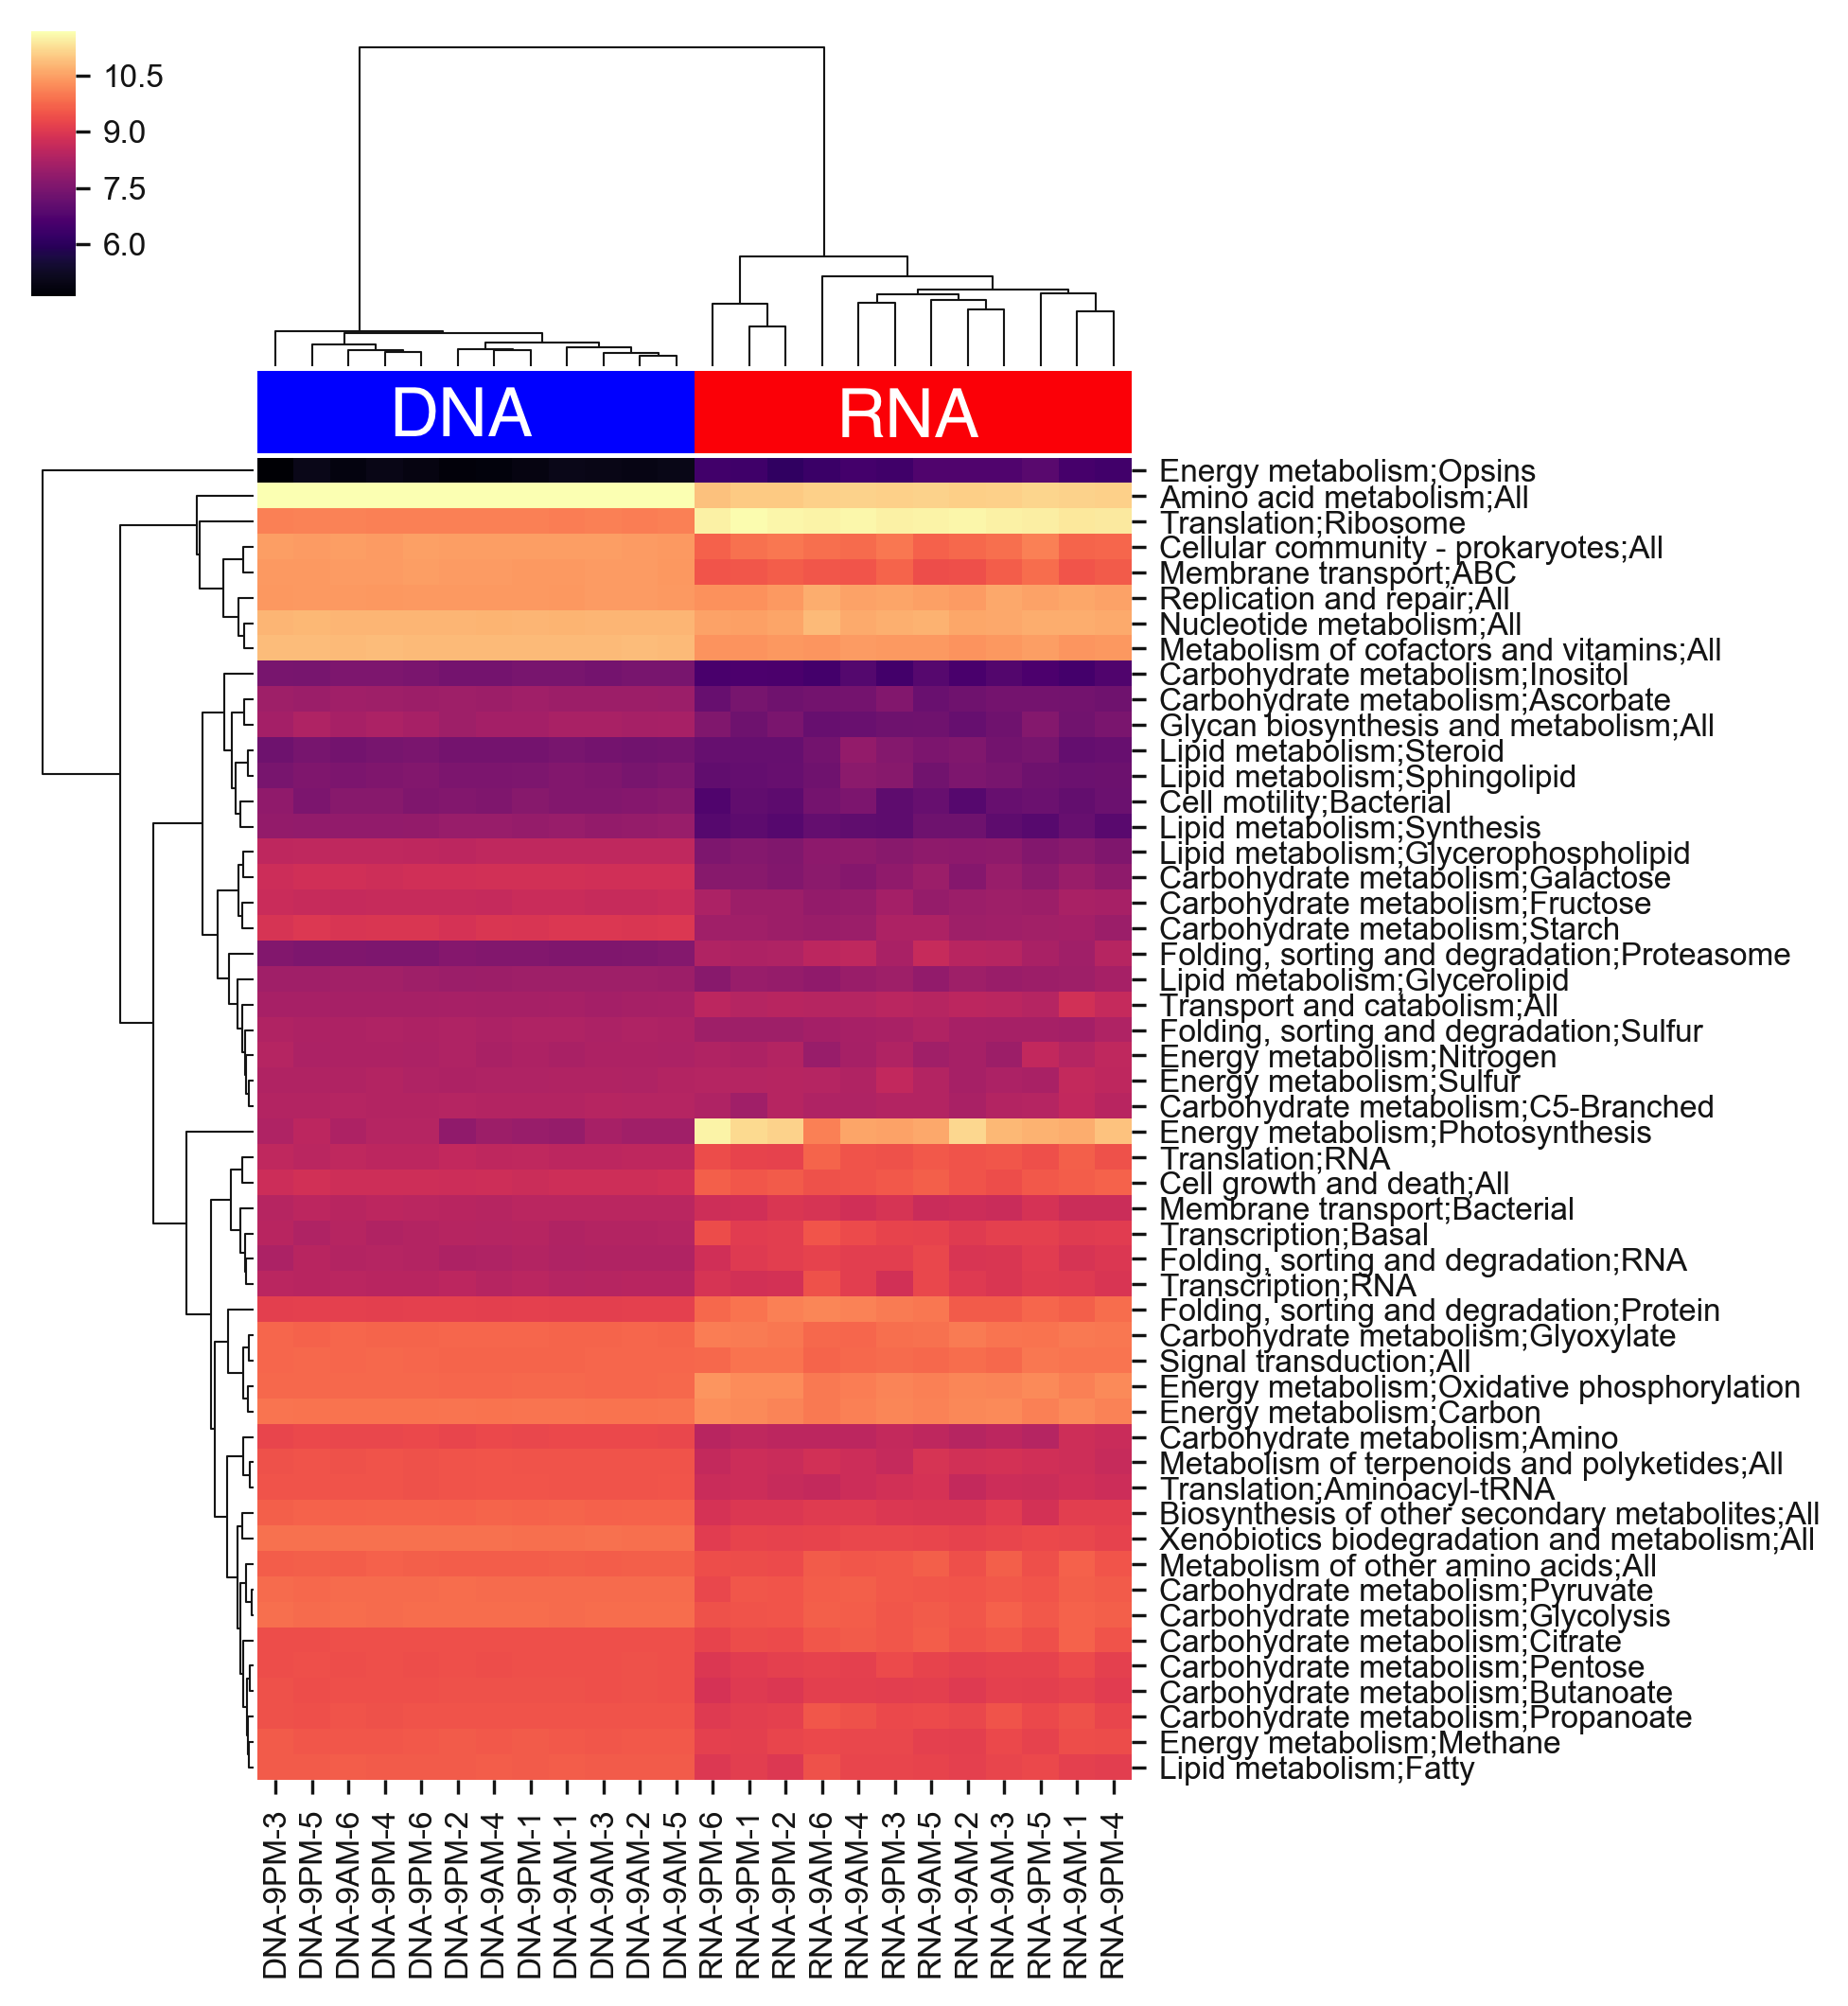 10.5
9.0
7.5
6.0
DNA
RNA
Energy metabolism;Opsins
Amino acid metabolism;All
Translation;Ribosome
Cellular community - prokaryotes;All
Membrane transport;ABC
Replication and repair;All
Nucleotide metabolism;All
Metabolism of cofactors and vitamins;All
Carbohydrate metabolism;Inositol
Carbohydrate metabolism;Ascorbate
Glycan biosynthesis and metabolism;All
Lipid metabolism;Steroid
Lipid metabolism;Sphingolipid
Cell motility;Bacterial
Lipid metabolism;Synthesis
Lipid metabolism;Glycerophospholipid
Carbohydrate metabolism;Galactose
Carbohydrate metabolism;Fructose
Carbohydrate metabolism;Starch
Folding, sorting and degradation;Proteasome
Lipid metabolism;Glycerolipid
Transport and catabolism;All
Folding, sorting and degradation;Sulfur
Energy metabolism;Nitrogen
Energy metabolism;Sulfur
Carbohydrate metabolism;C5-Branched
Energy metabolism;Photosynthesis
Translation;RNA
Cell growth and death;All
Membrane transport;Bacterial
Transcription;Basal
Folding, sorting and degradation;RNA
Transcription;RNA
Folding, sorting and degradation;Protein
Carbohydrate metabolism;Glyoxylate
Signal transduction;All
Energy metabolism;Oxidative phosphorylation
Energy metabolism;Carbon
Carbohydrate metabolism;Amino
Metabolism of terpenoids and polyketides;All
Translation;Aminoacyl-tRNA
Biosynthesis of other secondary metabolites;All
Xenobiotics biodegradation and metabolism;All
Metabolism of other amino acids;All
Carbohydrate metabolism;Pyruvate
Carbohydrate metabolism;Glycolysis
Carbohydrate metabolism;Citrate
Carbohydrate metabolism;Pentose
Carbohydrate metabolism;Butanoate
Carbohydrate metabolism;Propanoate
Energy metabolism;Methane
Lipid metabolism;Fatty
DNA-9PM-3
DNA-9PM-5
DNA-9AM-6
DNA-9PM-4
DNA-9PM-6
DNA-9PM-2
DNA-9AM-4
DNA-9PM-1
DNA-9AM-1
DNA-9AM-3
DNA-9AM-2
DNA-9AM-5
RNA-9PM-6
RNA-9PM-1
RNA-9PM-2
RNA-9AM-6
RNA-9AM-4
RNA-9PM-3
RNA-9AM-5
RNA-9AM-2
RNA-9AM-3
RNA-9PM-5
RNA-9AM-1
RNA-9PM-4